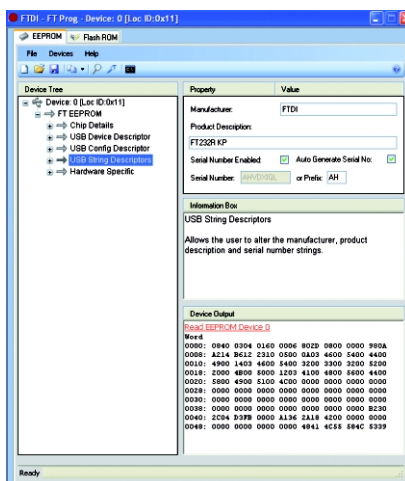 FTDI - FT Prog - Device: 0 [Loc ID:0x11]
EEPROM Flash ROM
File Devices Help
Device Tree
Device: 0 [Loc ID:0x11]
FT EEPROM
Chip Details
USB Device Descriptor
USB Config Descriptor
USB String Descriptors
Hardware Specific
Property Value
Manufacturer: FTDI
Product Description:
FT232R KP
Serial Number Enabled: Auto Generate Serial No:
Serial Number: or Prefix: AH
Information Box
USB String Descriptors
Allows the user to alter the manufacturer, product
description and serial number strings.
Device Output
Read EEPROM Device 0
Word
0000: 0840 0304 0160 0006 802D 0800 0000 980A
0008: A214 B612 2310 0500 0A03 4600 5400 4400
0010: 4900 1403 4600 5400 3200 3300 3200 5200
0018: 2000 4B00 5000 1203 4100 4800 5600 4400
0020: 5800 4900 5100 4C00 0000 0000 0000
0028: 0000 0000 0000 0000 0000 0000 0000 0000
0030: 0000 0000 0000 0000 0000 0000 0000 0000
0038: 0000 0000 0000 0000 0000 0000 0000 B230
0040: 2C04 D3FB 0000 A136 2A18 4200 0000 0000
0048: 0000 0000 0000 0000 4841 4C55 584C 5339
Ready